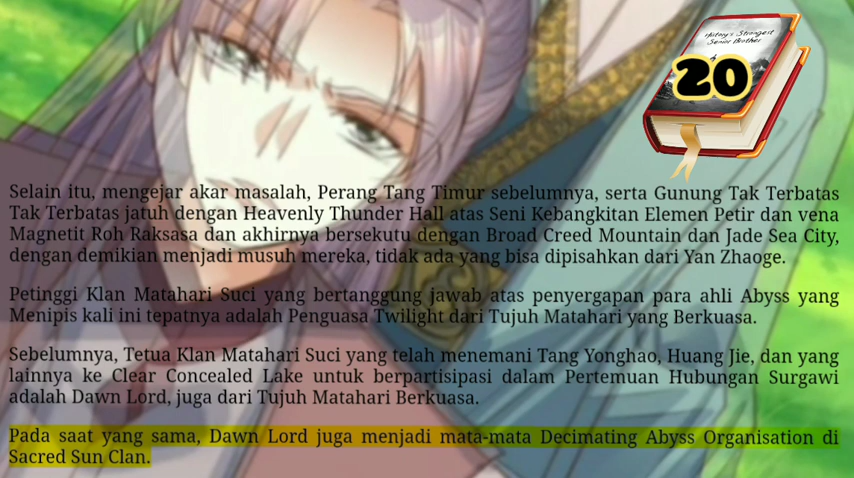 History's Strongest
Senior Brother
20
Selain itu, mengejar akar masalah, Perang Tang Timur sebelumnya, serta Gunung Tak Terbatas
Tak Terbatas jatuh dengan Heavenly Thunder Hall atas Seni Kebangkitan Elemen Petir dan vena
Magnetit Roh Raksasa dan akhirnya bersekutu dengan Broad Creed Mountain dan Jade Sea City,
dengan demikian menjadi musuh mereka, tidak ada yang bisa dipisahkan dari Yan Zhaoge.
Petinggi Klan Matahari Suci yang bertanggung jawab atas penyergapan para ahli Abyss yang
Menipis kali ini tepatnya adalah Penguasa Twilight dari Tujuh Matahari yang Berkuasa.
Sebelumnya, Tetua Klan Matahari Suci yang telah menemani Tang Yonghao, Huang Jie, dan yang
lainnya ke Clear Concealed Lake untuk berpartisipasi dalam Pertemuan Hubungan Surgawi
adalah Dawn Lord, juga dari Tujuh Matahari Berkuasa.
Pada saat yang sama, Dawn Lord juga menjadi mata-mata Decimating Abyss Organisation di
Sacred Sun Clan.